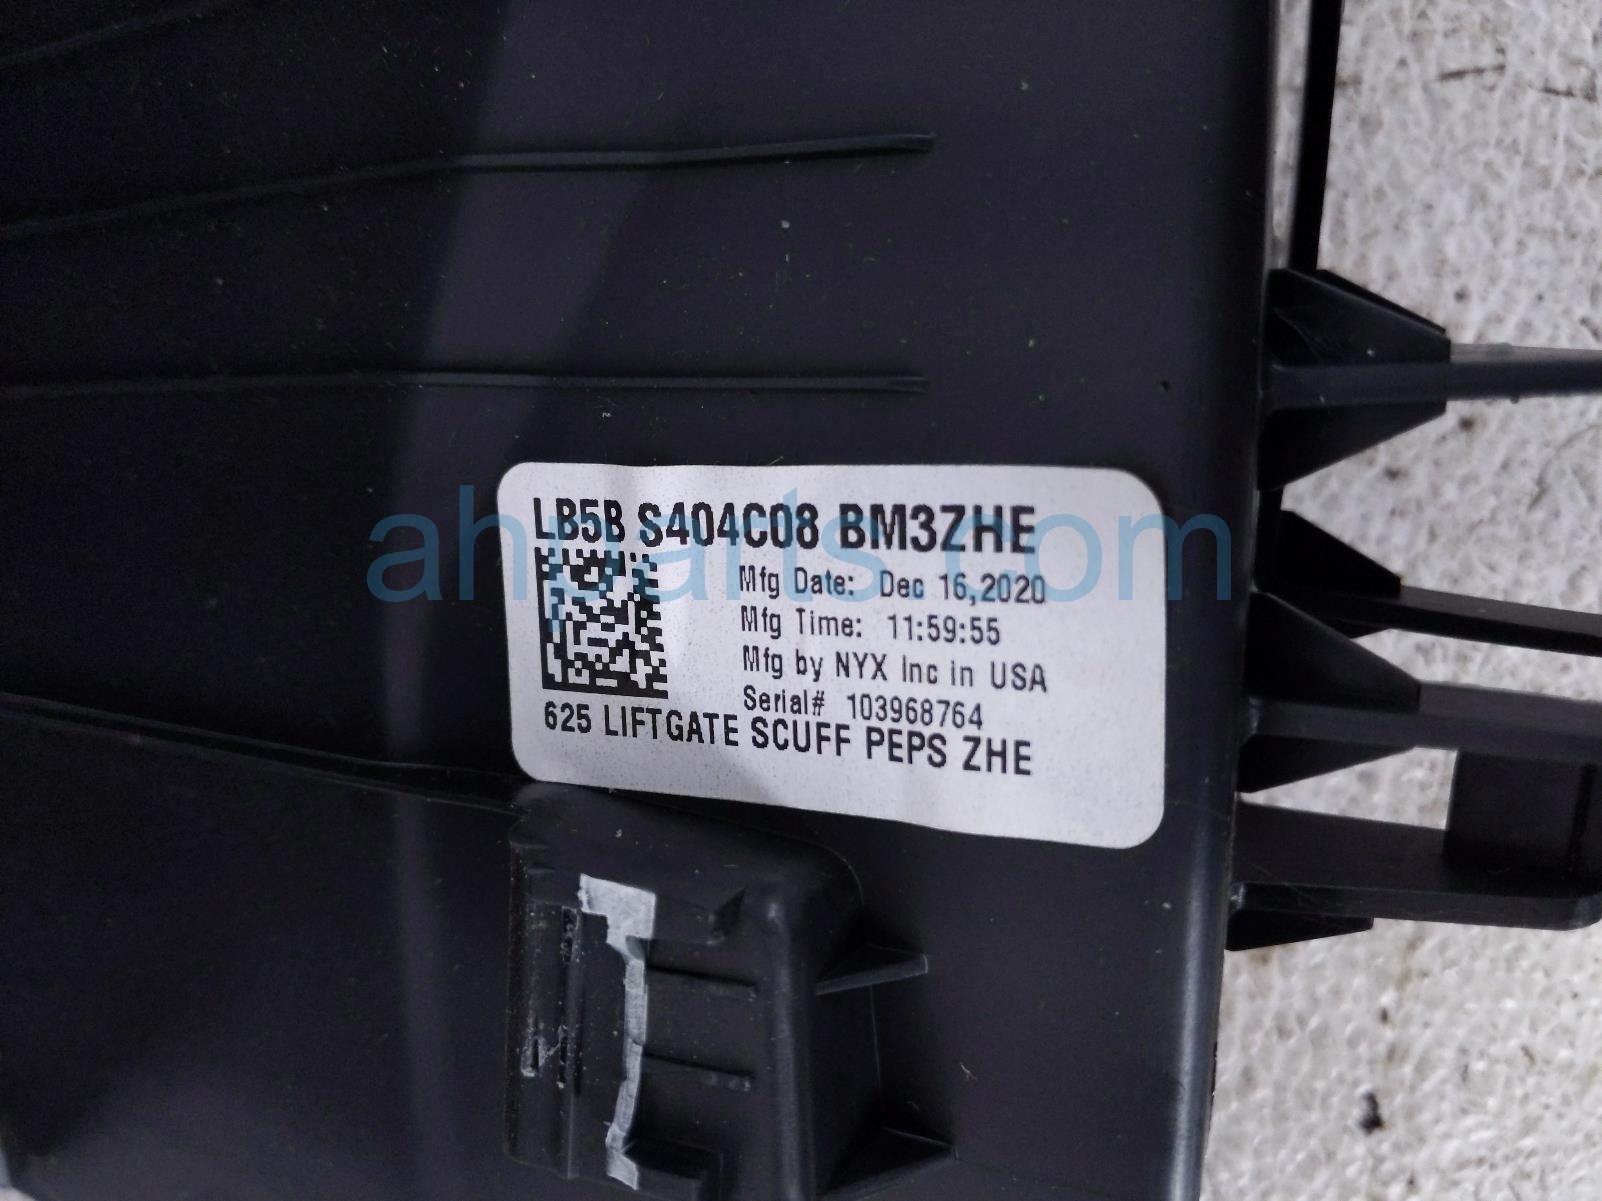 LB5B S404C08 BM3ZHE
Mfg Date: Dec 16,2020
Mfg Time: 11:59:55
Mfg by NYX Inc in USA
Serial# 103968764
625 LIFTGATE SCUFF PEPS ZHE
ahparts.com